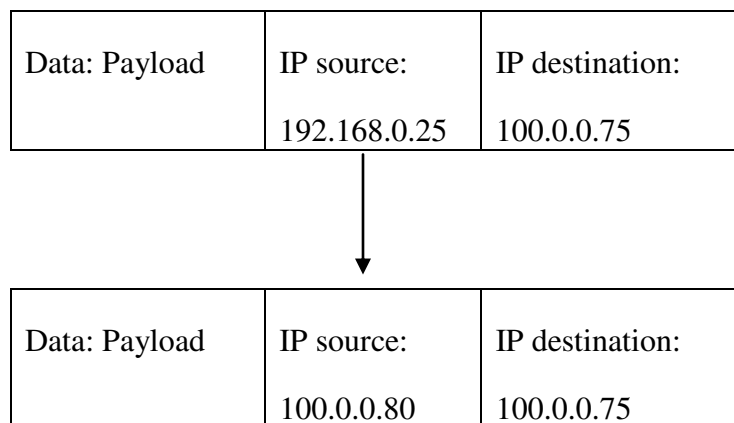 Data: Payload
IP source:
192.168.0.25
IP destination:
100.0.0.75
Data: Payload
IP source:
100.0.0.80
IP destination:
100.0.0.75